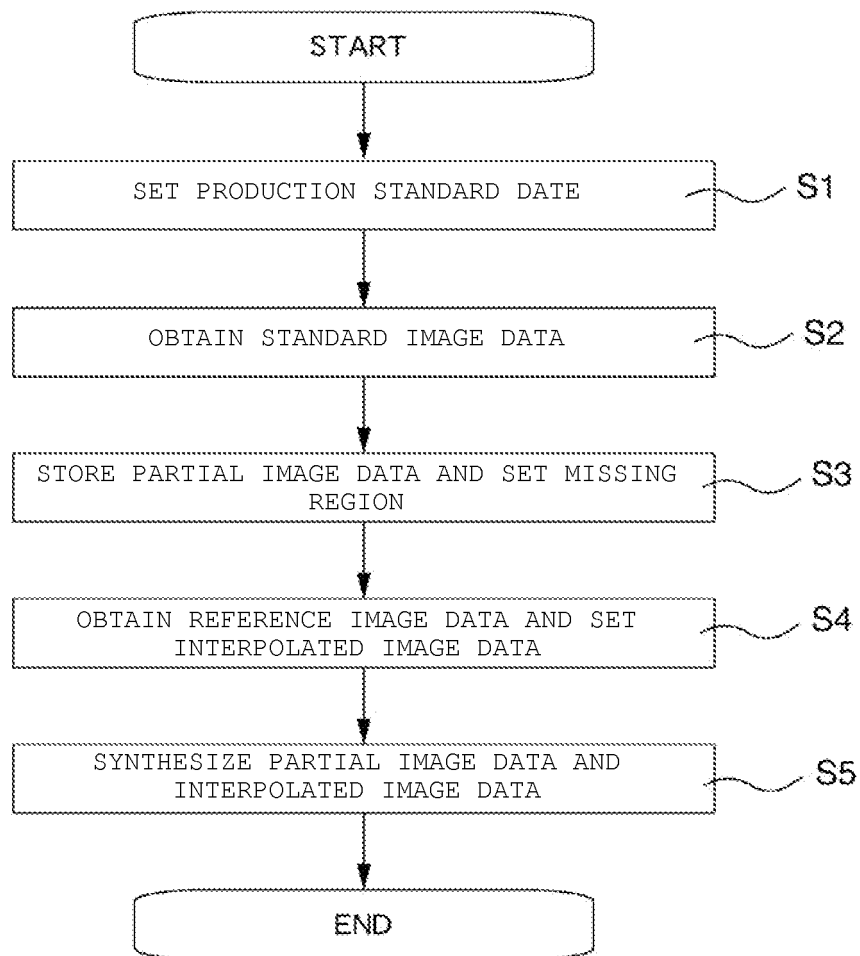 START
SET PRODUCTION STANDARD DATE
S1
OBTAIN STANDARD IMAGE DATA
S2
STORE PARTIAL IMAGE DATA AND SET MISSING
REGION
S3
OBTAIN REFERENCE IMAGE DATA AND SET
INTERPOLATED IMAGE DATA
S4
SYNTHESIZE PARTIAL IMAGE DATA AND
INTERPOLATED IMAGE DATA
S5
END